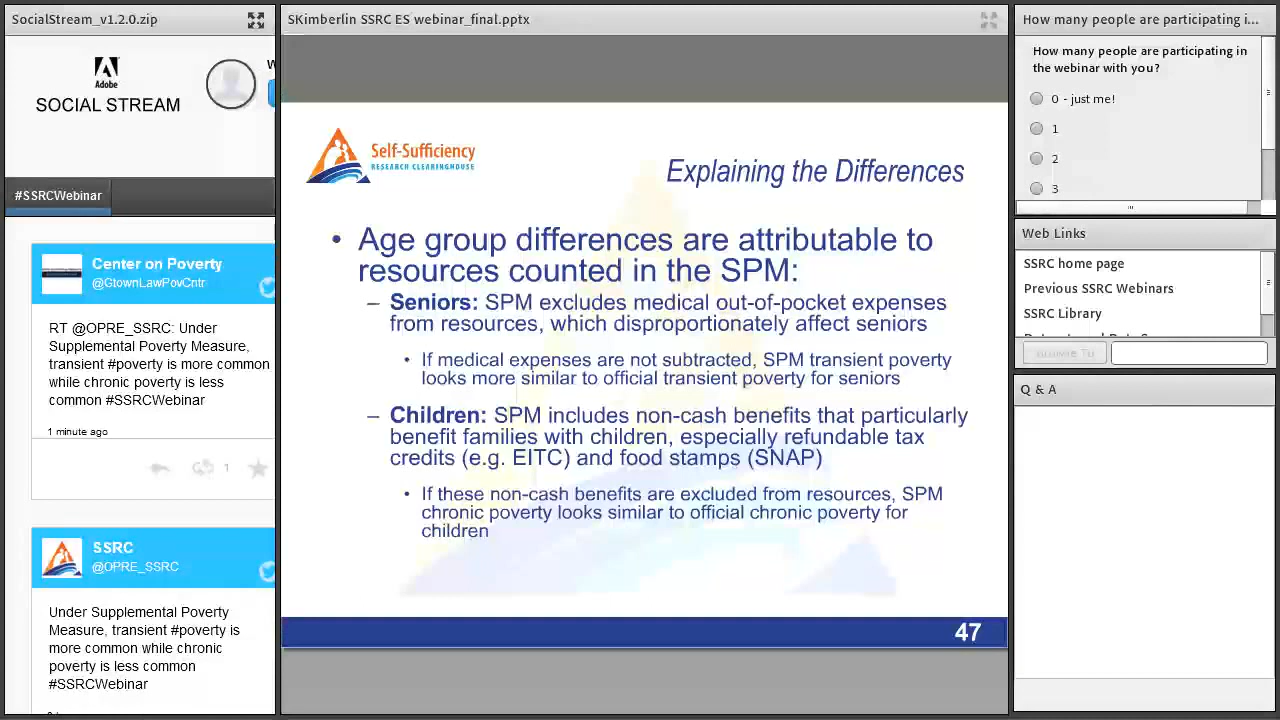 SocialStream_v1.2.0.zip
Adobe
SOCIAL STREAM
#SSRCWebinar
Center on Poverty
@GtownLawPovCntr
RT @OPRE_SSRC: Under
Supplemental Poverty Measure,
transient #poverty is more common
while chronic poverty is less
common #SSRCWebinar
1 minute ago
1
SSRC
@OPRE_SSRC
Under Supplemental Poverty
Measure, transient #poverty is
more common while chronic
poverty is less common
#SSRCWebinar
SKimberlin SSRC ES webinar_final.pptx
Self-Sufficiency
RESEARCH CLEARINGHOUSE
Explaining the Differences
• Age group differences are attributable to
resources counted in the SPM:
– Seniors: SPM excludes medical out-of-pocket expenses
from resources, which disproportionately affect seniors
• If medical expenses are not subtracted, SPM transient poverty
looks more similar to official transient poverty for seniors
– Children: SPM includes non-cash benefits that particularly
benefit families with children, especially refundable tax
credits (e.g. EITC) and food stamps (SNAP)
• If these non-cash benefits are excluded from resources, SPM
chronic poverty looks similar to official chronic poverty for
children
47
How many people are participating i...
How many people are participating in
the webinar with you?
0 - just me!
1
2
3
Web Links
SSRC home page
Previous SSRC Webinars
SSRC Library
Browse To
Q & A